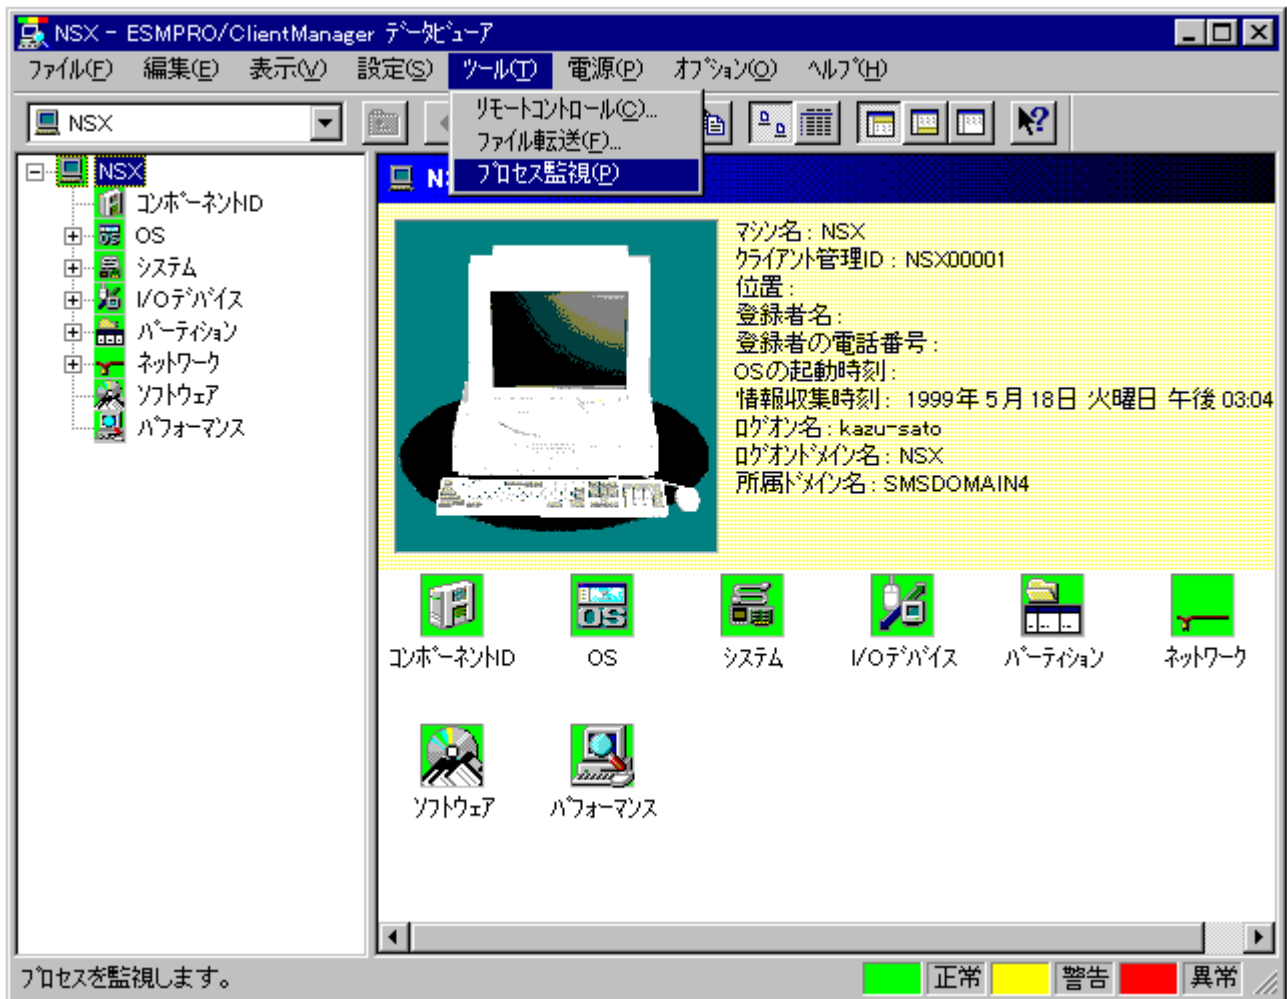 NSX - ESMPRO/ClientManager ﾃﾞｰﾀﾋﾞｭｰｱ
ﾌｧｲﾙ(F) 編集(E) 表示(V) 設定(S) ﾂｰﾙ(T) 電源(P) ｵﾌﾟｼｮﾝ(O) ﾍﾙﾌﾟ(H)
NSX
ﾘﾓｰﾄｺﾝﾄﾛｰﾙ(C)...
ﾌｧｲﾙ転送(F)...
ﾌﾟﾛｾｽ監視(P)
NSX
ｺﾝﾎﾟｰﾈﾝﾄID
OS
ｼｽﾃﾑ
I/Oﾃﾞﾊﾞｲｽ
ﾊﾟｰﾃｨｼｮﾝ
ﾈｯﾄﾜｰｸ
ｿﾌﾄｳｪｱ
ﾊﾟﾌｫｰﾏﾝｽ
ﾏｼﾝ名 : NSX
ｸﾗｲｱﾝﾄ管理ID : NSX00001
位置 :
登録者名 :
登録者の電話番号 :
OSの起動時刻 :
情報収集時刻 : 1999年 5月 18日 火曜日 午後 03:04
ﾛｸﾞｵﾝ名 : kazu-sato
ﾛｸﾞｵﾝﾄﾞﾒｲﾝ名 : NSX
所属ﾄﾞﾒｲﾝ名 : SMSDOMAIN4
ｺﾝﾎﾟｰﾈﾝﾄID OS ｼｽﾃﾑ I/Oﾃﾞﾊﾞｲｽ ﾊﾟｰﾃｨｼｮﾝ ﾈｯﾄﾜｰｸ
ｿﾌﾄｳｪｱ ﾊﾟﾌｫｰﾏﾝｽ
ﾌﾟﾛｾｽを監視します。 正常 警告 異常